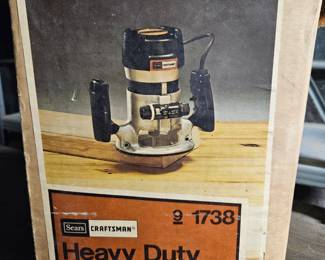 Sears CRAFTSMAN
9 1738
Heavy Duty